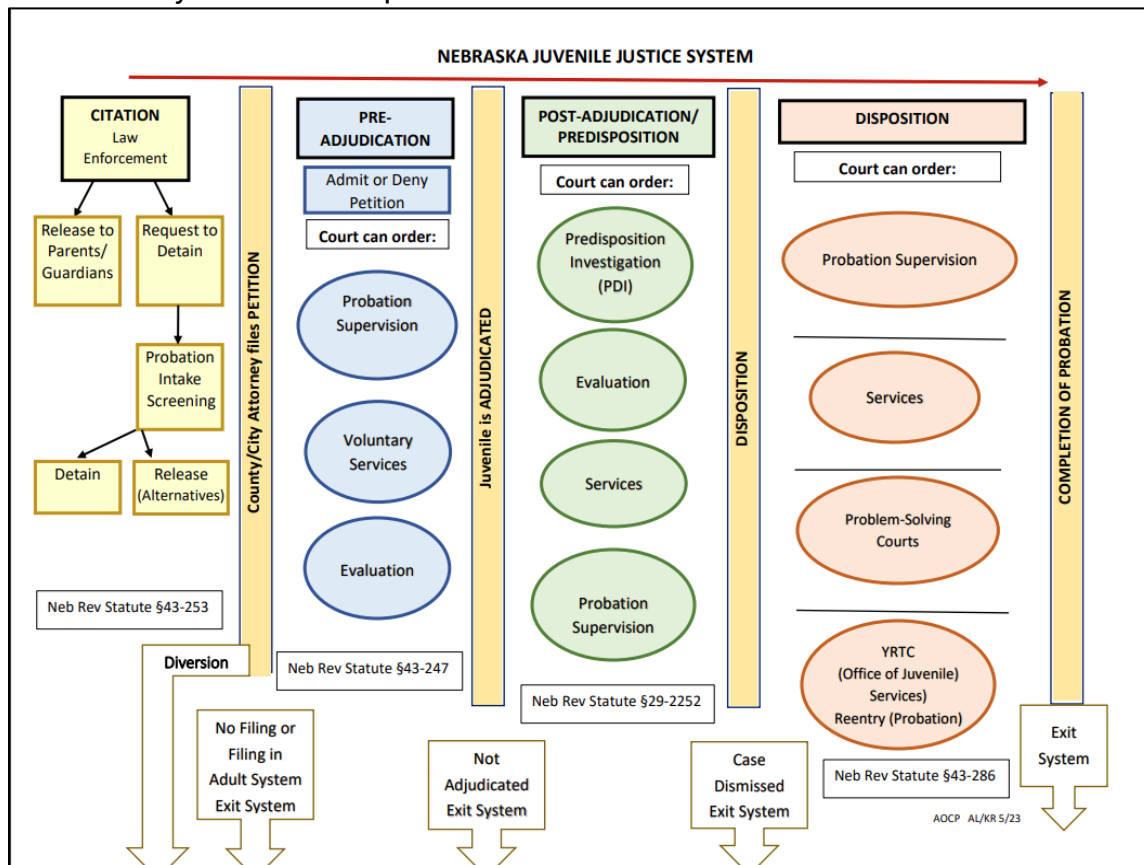 NEBRASKA JUVENILE JUSTICE SYSTEM
CITATION
Law
Enforcement
Release to
Parents/
Guardians
Request to
Detain
Probation
Intake
Screening
Detain
Release
(Alternatives)
Neb Rev Statute §43-253
Diversion
County/City Attorney files PETITION
No Filing or
Filing in
Adult System
Exit System
PRE-
ADJUDICATION
Admit or Deny
Petition
Court can order:
Probation
Supervision
Voluntary
Services
Evaluation
Neb Rev Statute §43-247
Juvenile is ADJUDICATED
Not
Adjudicated
Exit System
POST-ADJUDICATION/
PREDISPOSITION
Court can order:
Predisposition
Investigation
(PDI)
Evaluation
Services
Probation
Supervision
Neb Rev Statute §29-2252
DISPOSITION
Case
Dismissed
Exit System
DISPOSITION
Court can order:
Probation Supervision
Services
Problem-Solving
Courts
YRTC
(Office of Juvenile)
Services)
Reentry (Probation)
Neb Rev Statute §43-286
COMPLETION OF PROBATION
Exit
System
AOCP AL/KR 5/23